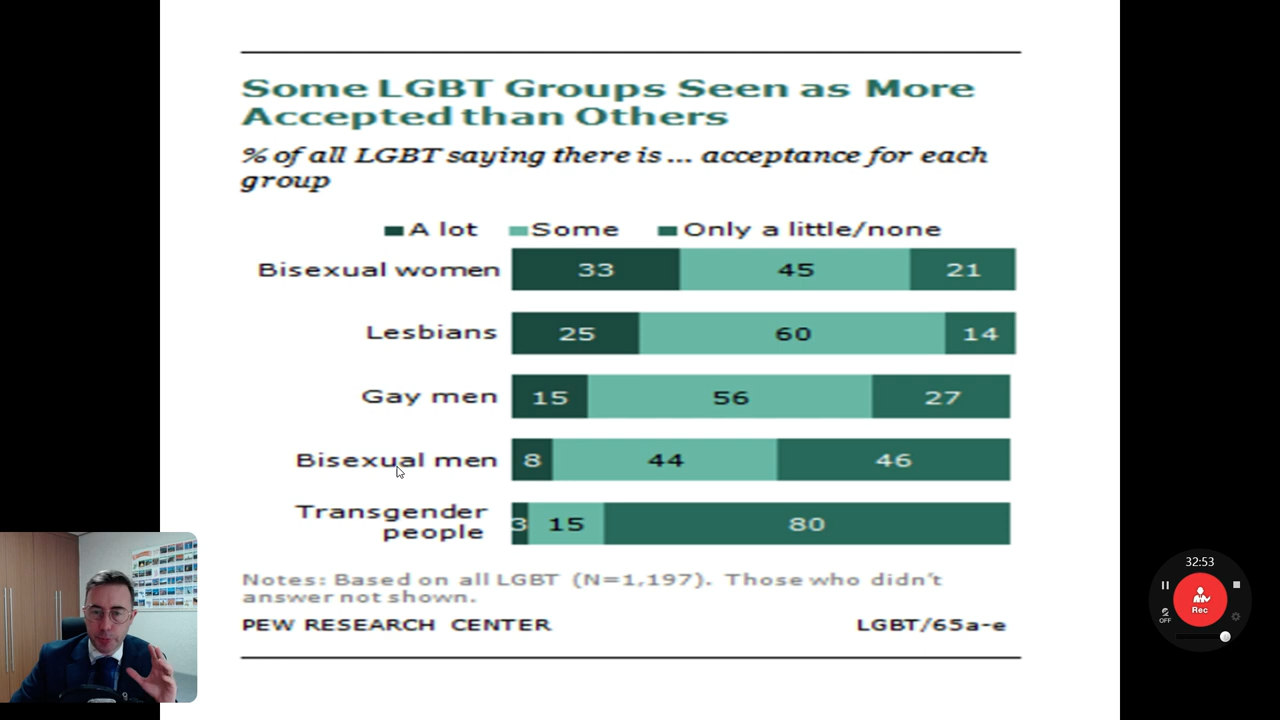 Some LGBT Groups Seen as More
Accepted than Others
% of all LGBT saying there is ... acceptance for each
group
A lot Some Only a little/none
Bisexual women 33 45 21
Lesbians 25 60 14
Gay men 15 56 27
Bisexual men 8 44 46
Transgender
people 3 15 80
Notes: Based on all LGBT (N=1,197). Those who didn't
answer not shown.
PEW RESEARCH CENTER LGBT/65a-e
32:53
Rec
OFF